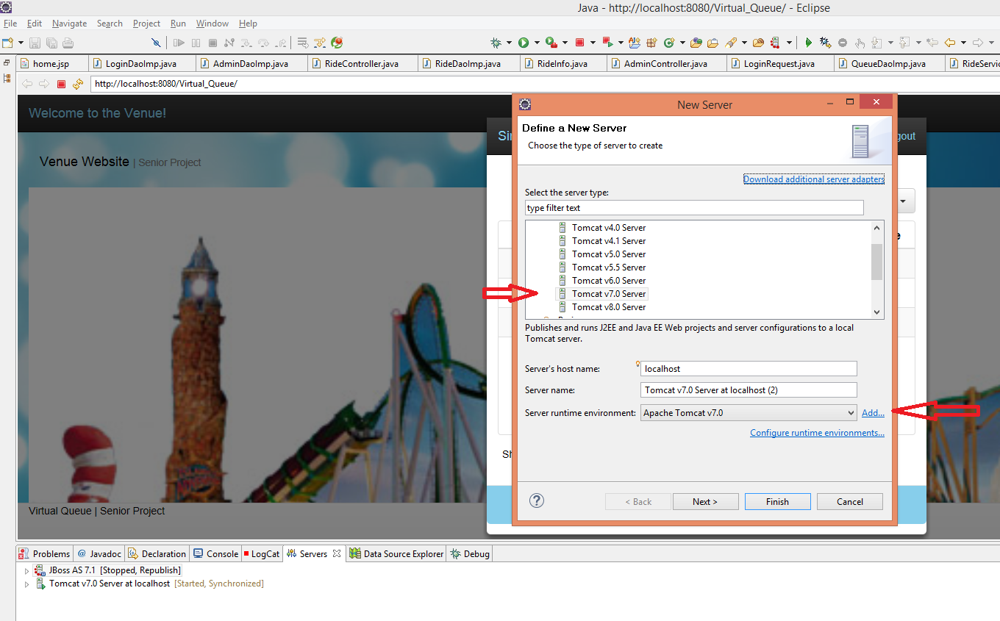 Java - http://localhost:8080/Virtual_Queue/ - Eclipse
File Edit Navigate Search Project Run Window Help
home.jsp LoginDaoImp.java AdminDaoImp.java RideController.java RideDaoImp.java RideInfo.java AdminController.java LoginRequest.java QueueDaoImp.java RideServic
http://localhost:8080/Virtual_Queue/
Welcome to the Venue!
Venue Website | Senior Project
gout
New Server
Define a New Server
Choose the type of server to create
Download additional server adapters
Select the server type:
type filter text
Tomcat v4.0 Server
Tomcat v4.1 Server
Tomcat v5.0 Server
Tomcat v5.5 Server
Tomcat v6.0 Server
Tomcat v7.0 Server
Tomcat v8.0 Server
Publishes and runs J2EE and Java EE Web projects and server configurations to a local
Tomcat server.
Server's host name: localhost
Server name: Tomcat v7.0 Server at localhost (2)
Server runtime environment: Apache Tomcat v7.0 Add...
Configure runtime environments...
< Back Next > Finish Cancel
Virtual Queue | Senior Project
Problems @ Javadoc Declaration Console LogCat Servers Data Source Explorer Debug
JBoss AS 7.1 [Stopped, Republish]
Tomcat v7.0 Server at localhost [Started, Synchronized]